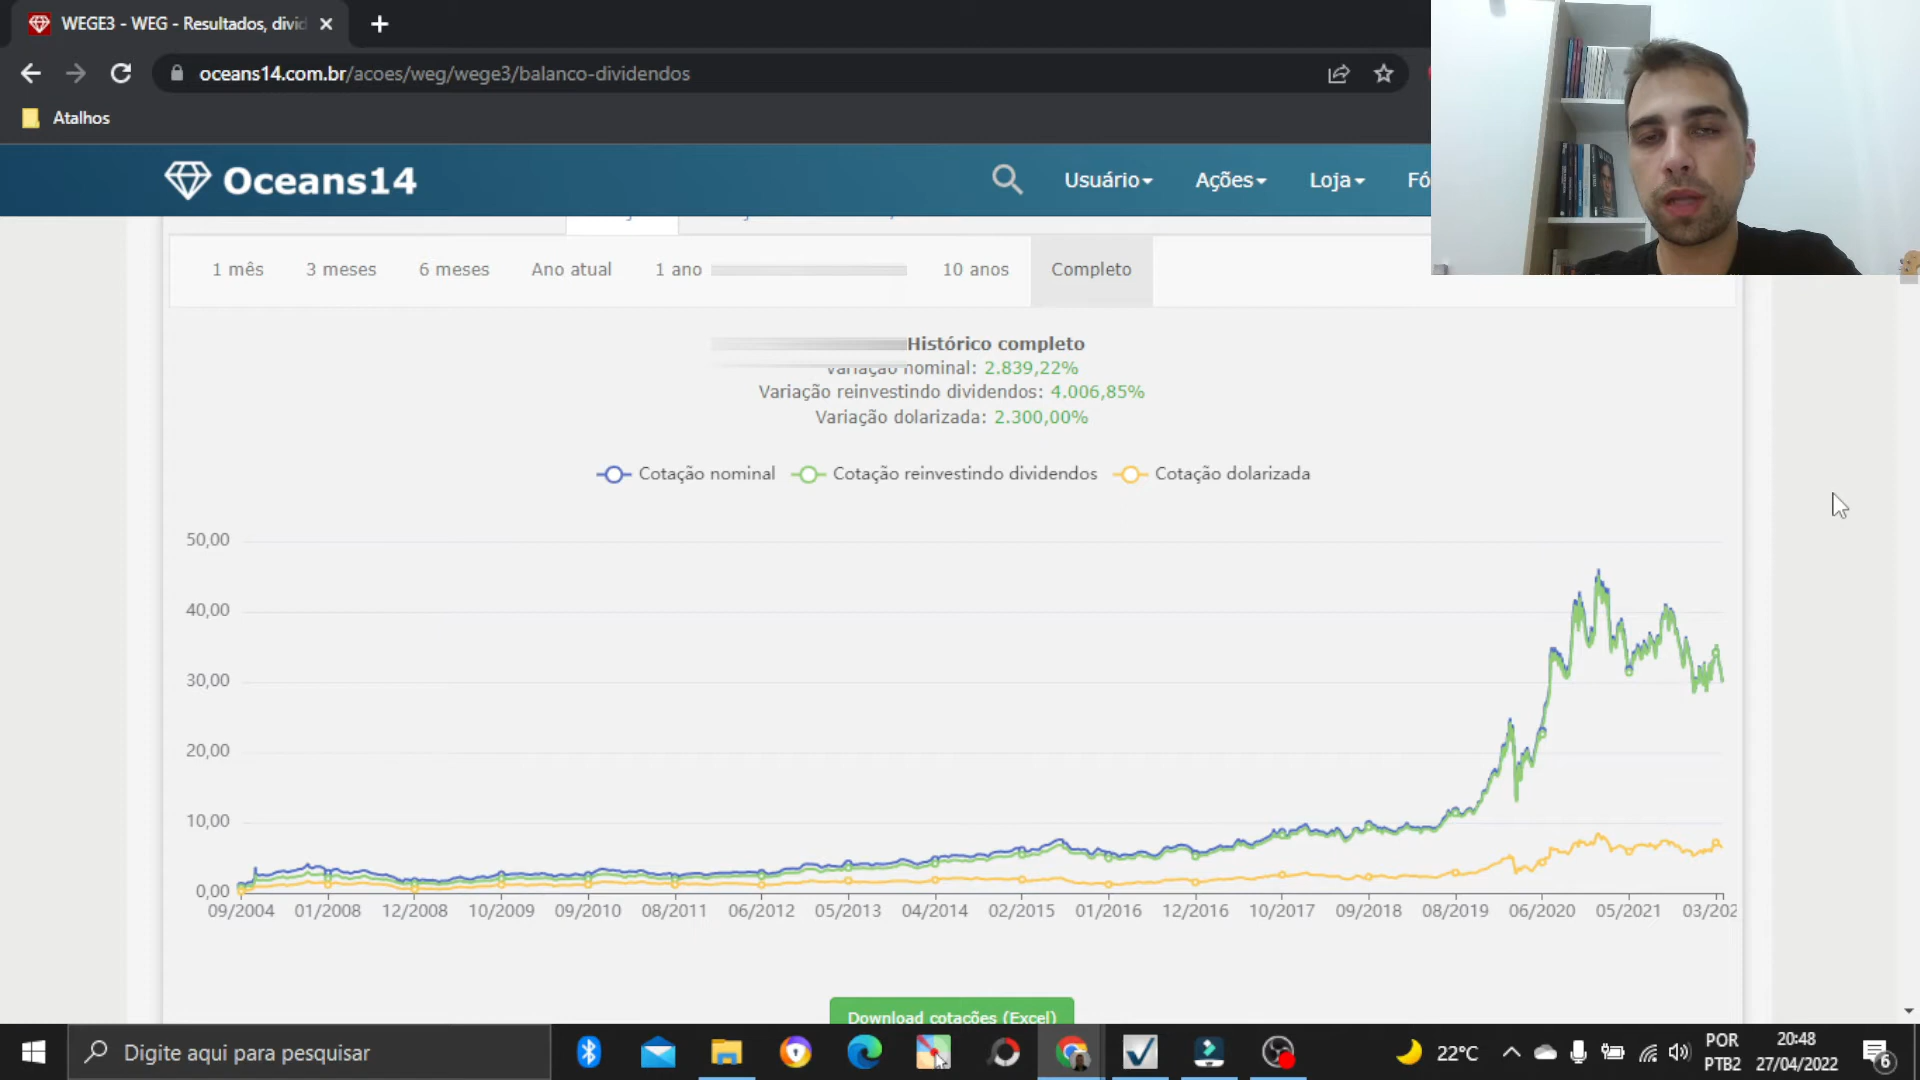 WEGE3 - WEG - Resultados, divid
oceans14.com.br/acoes/weg/wege3/balanco-dividendos
Atalhos
Oceans14
Usuário
Ações
Loja
Fó
1 mês
3 meses
6 meses
Ano atual
1 ano
10 anos
Completo
Histórico completo
Variação nominal: 2.839,22%
Variação reinvestindo dividendos: 4.006,85%
Variação dolarizada: 2.300,00%
Cotação nominal
Cotação reinvestindo dividendos
Cotação dolarizada
50,00
40,00
30,00
20,00
10,00
0,00
09/2004 01/2008 12/2008 10/2009 09/2010 08/2011 06/2012 05/2013 04/2014 02/2015 01/2016 12/2016 10/2017 09/2018 08/2019 06/2020 05/2021 03/202
Download cotações (Excel)
Digite aqui para pesquisar
22°C
POR
PTB2
20:48
27/04/2022
6